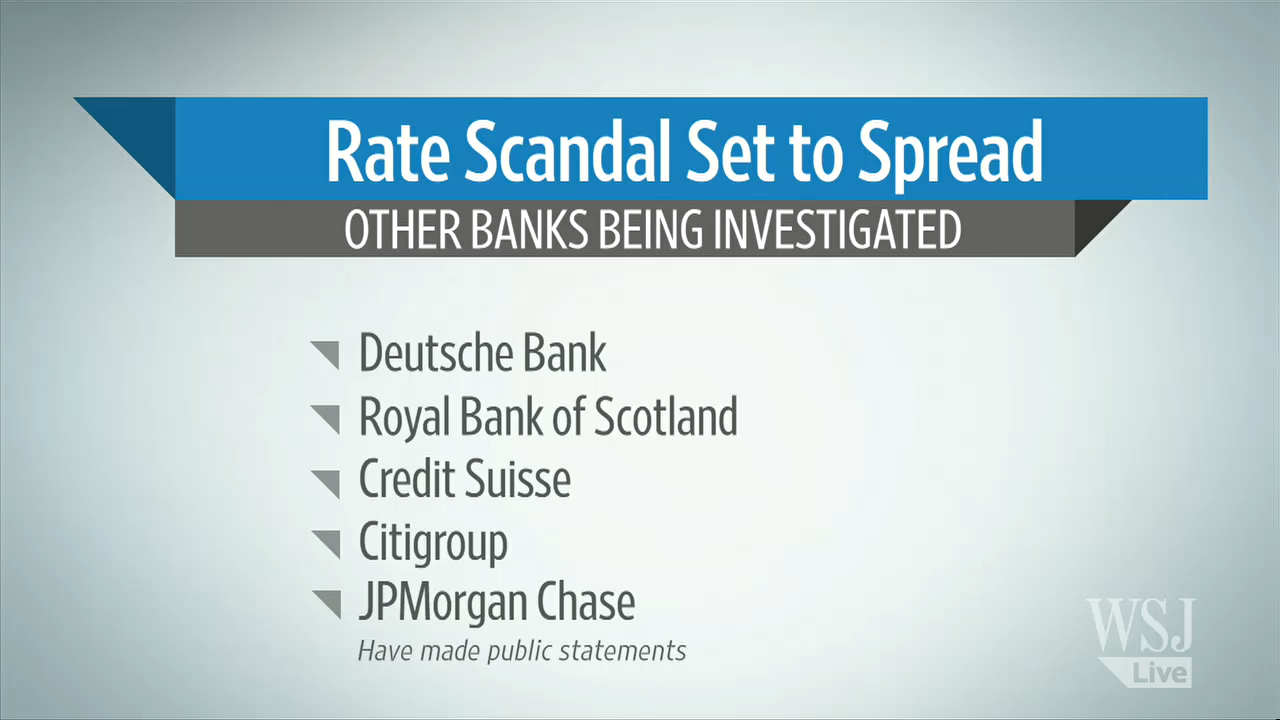 Rate Scandal Set to Spread
OTHER BANKS BEING INVESTIGATED
Deutsche Bank
Royal Bank of Scotland
Credit Suisse
Citigroup
JPMorgan Chase
Have made public statements
WSJ
Live